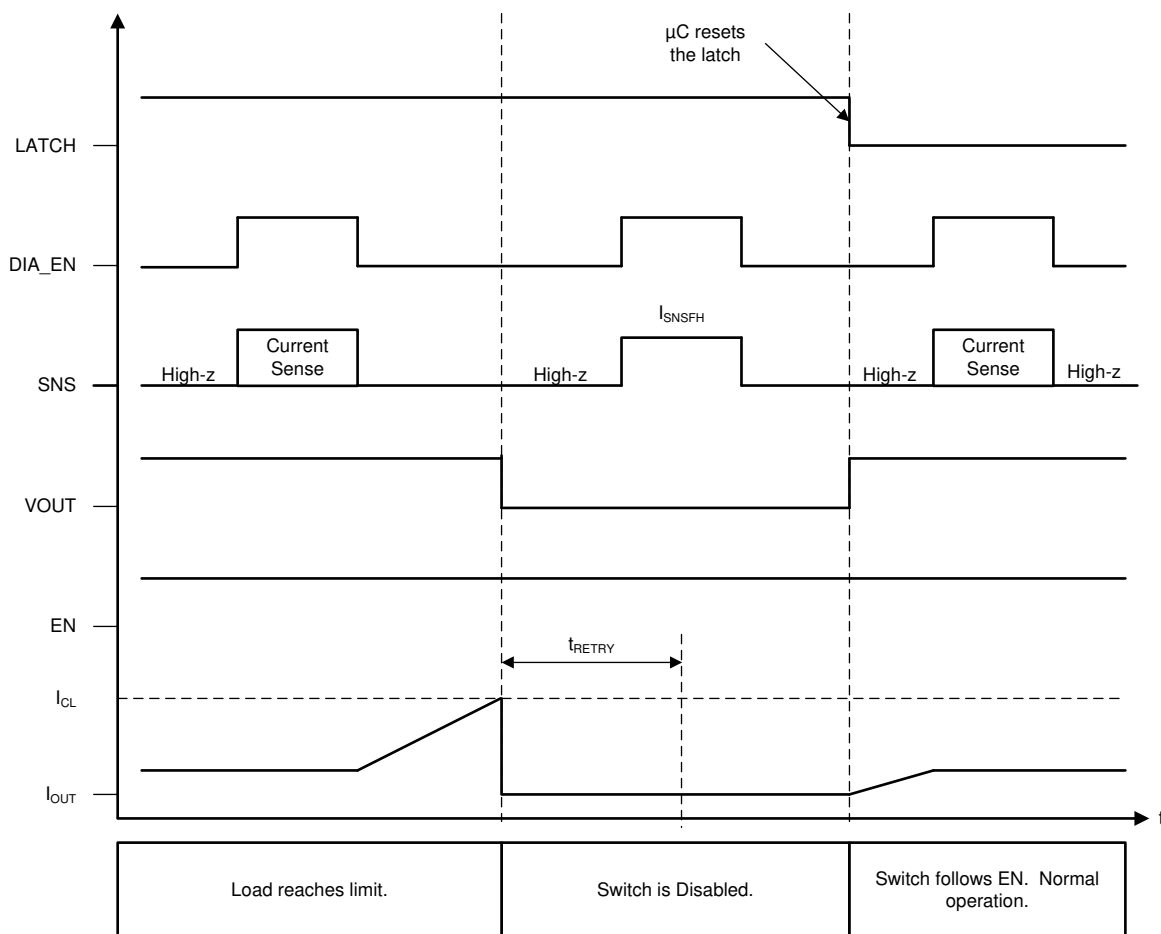 µC resets
the latch
LATCH
DIA_EN
I_SNSFH
Current
Sense
Current
Sense
High-z
High-z
High-z
High-z
SNS
VOUT
EN
t_RETRY
I_CL
I_OUT
t
Load reaches limit.
Switch is Disabled.
Switch follows EN. Normal
operation.